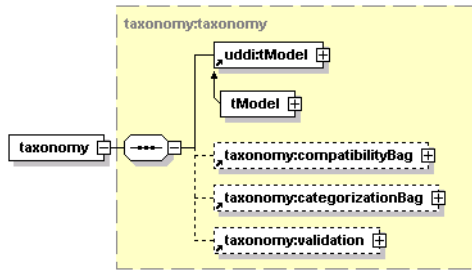 taxonomy:taxonomy
uddi:tModel
tModel
taxonomy
taxonomy:compatibilityBag
taxonomy:categorizationBag
taxonomy:validation